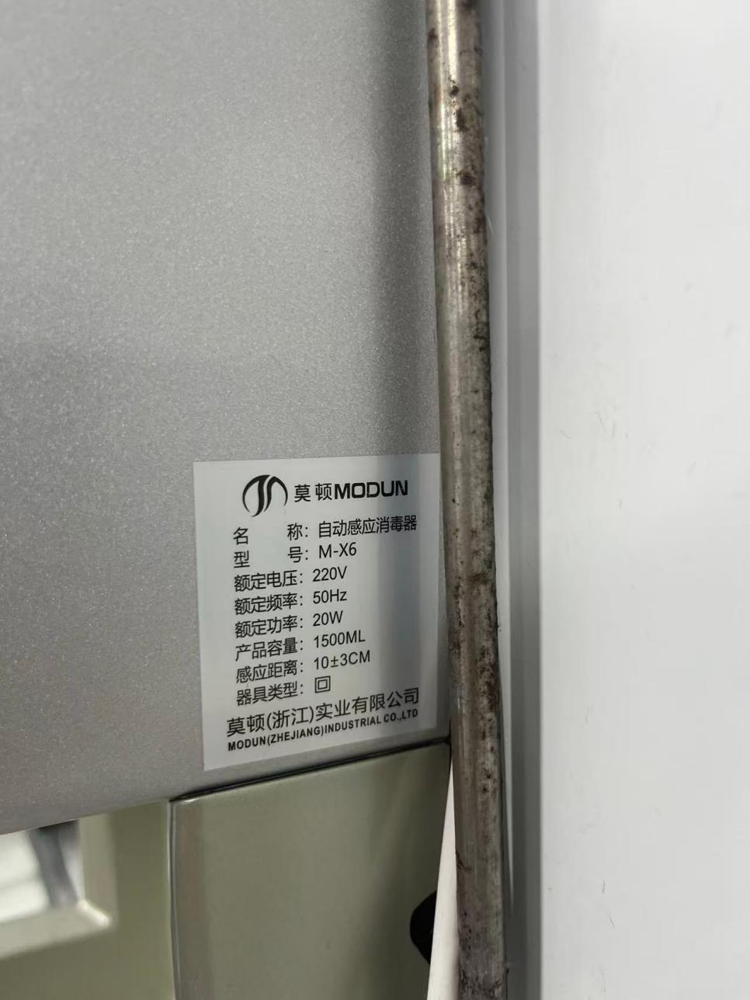 莫顿MODUN
名 称：自动感应消毒器
型 号：M-X6
额定电压：220V
额定频率：50Hz
额定功率：20W
产品容量：1500ML
感应距离：10±3CM
器具类型：回
莫顿(浙江)实业有限公司
MODUN(ZHEJIANG)INDUSTRIAL CO.,LTD